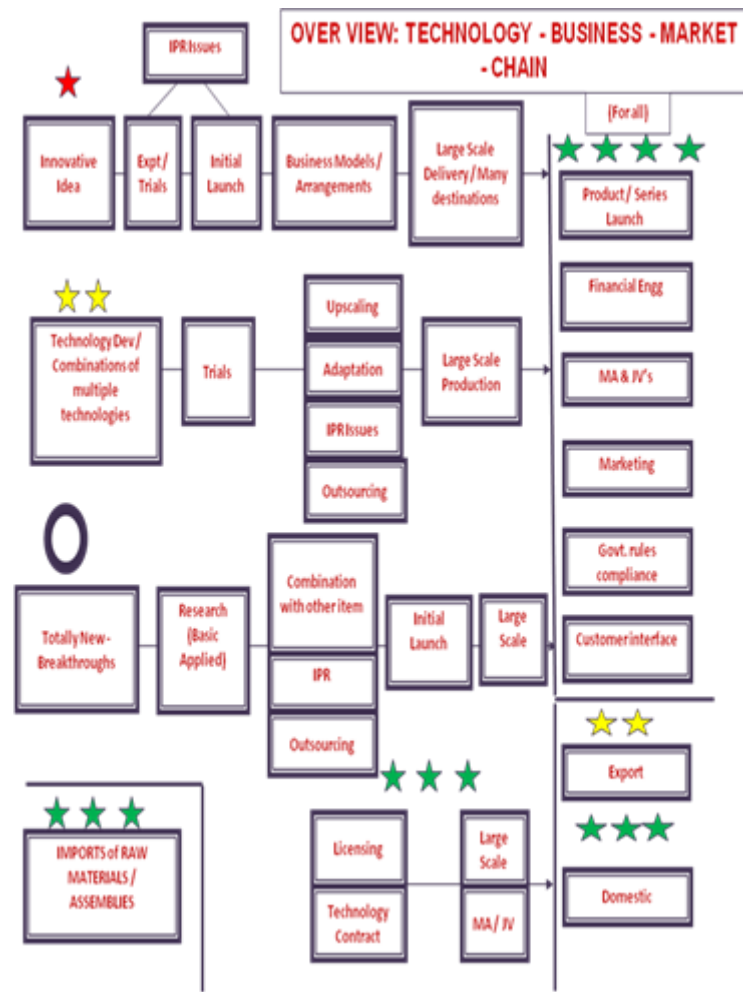 OVER VIEW: TECHNOLOGY - BUSINESS - MARKET
- CHAIN
IPR Issues
(For all)
Innovative
Idea
Expt /
Trials
Initial
Launch
Business Models /
Arrangements
Large Scale
Delivery / Many
destinations
Product / Series
Launch
Financial Engg
MA & JV's
Marketing
Govt. rules
compliance
Customer interface
Technology Dev /
Combinations of
multiple
technologies
Trials
Upscaling
Adaptation
IPR Issues
Outsourcing
Large Scale
Production
Totally New -
Breakthroughs
Research
(Basic
Applied)
Combination
with other item
IPR
Outsourcing
Initial
Launch
Large
Scale
Export
Domestic
IMPORTS of RAW
MATERIALS /
ASSEMBLIES
Licensing
Technology
Contract
Large
Scale
MA / JV